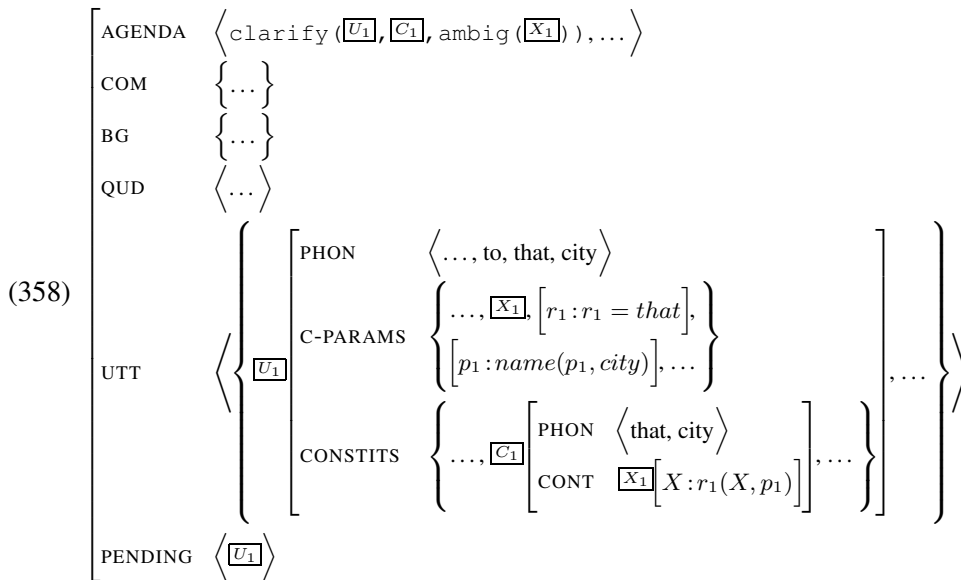 AGENDA ⟨clarify(U₁, C₁, ambig(X₁)), …⟩
COM {…}
BG {…}
QUD ⟨…⟩
PHON ⟨…, to, that, city⟩
(358)
C-PARAMS {…, X₁, [r₁ : r₁ = that],
[p₁ : name(p₁, city)], …}
UTT ⟨{U₁ [ ] , …}⟩
CONSTITS {…, C₁ [PHON ⟨that, city⟩
CONT X₁ [X : r₁(X, p₁)]], …}
PENDING ⟨U₁⟩